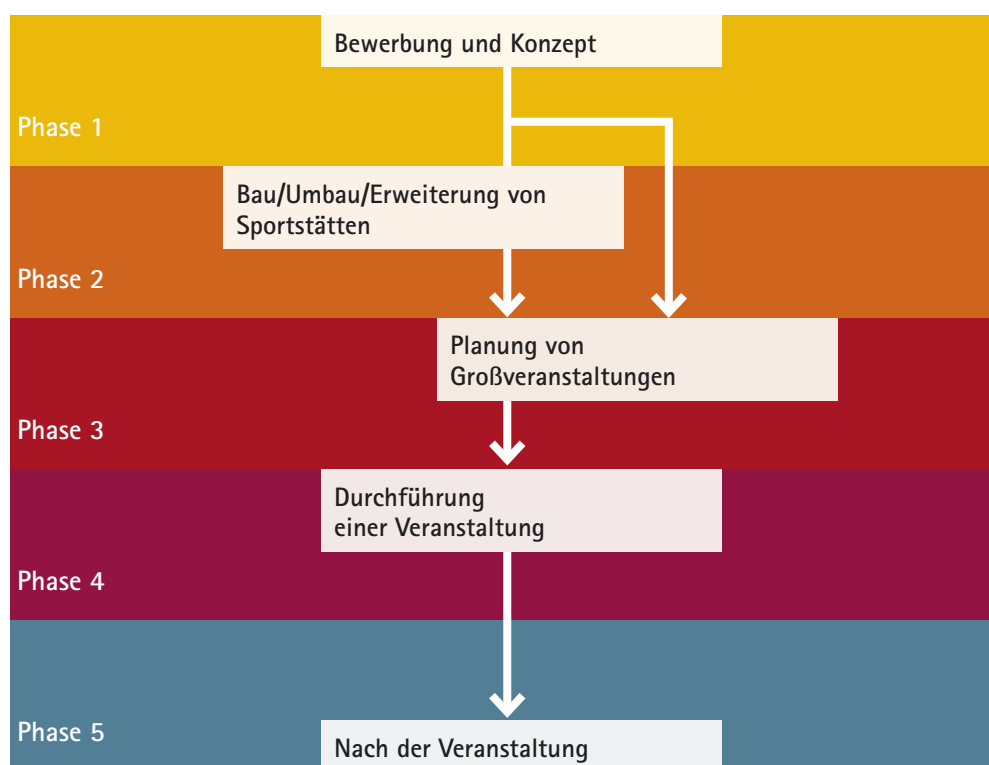 Bewerbung und Konzept
Phase 1
Bau/Umbau/Erweiterung von
Sportstätten
Phase 2
Planung von
Großveranstaltungen
Phase 3
Durchführung
einer Veranstaltung
Phase 4
Phase 5
Nach der Veranstaltung